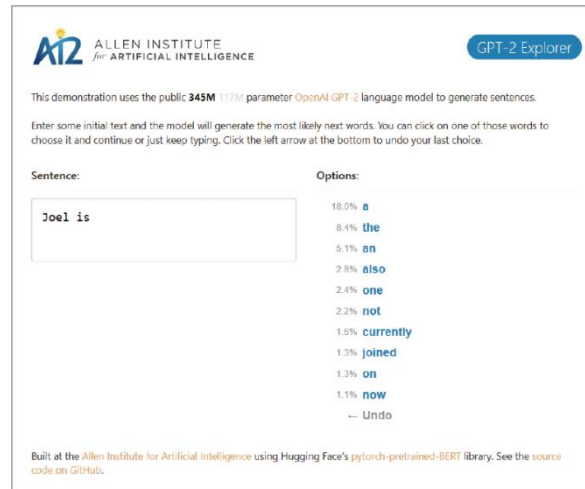 AI2 ALLEN INSTITUTE
for ARTIFICIAL INTELLIGENCE
GPT-2 Explorer
This demonstration uses the public 345M 117M parameter OpenAI GPT-2 language model to generate sentences.
Enter some initial text and the model will generate the most likely next words. You can click on one of those words to
choose it and continue or just keep typing. Click the left arrow at the bottom to undo your last choice.
Sentence:
Joel is
Options:
18.0% a
8.4% the
5.1% an
2.6% also
2.4% one
2.2% not
1.6% currently
1.3% joined
1.3% on
1.1% now
← Undo
Built at the Allen Institute for Artificial Intelligence using Hugging Face's pytorch-pretrained-BERT library. See the source
code on GitHub.